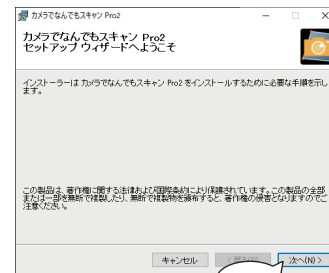 カメラでなんでもスキャン Pro2
カメラでなんでもスキャン Pro2
セットアップ ウィザードへようこそ
インストーラーは カメラでなんでもスキャン Pro2 をインストールするために必要な手順を示し
ます。
この製品は、著作権に関する法律および国際条約により保護されています。この製品の全部
または一部を無断で複製したり、無断で複製物を頒布すると、著作権の侵害となりますのでご
注意ください。
キャンセル
< 戻る(P)
次へ(N) >